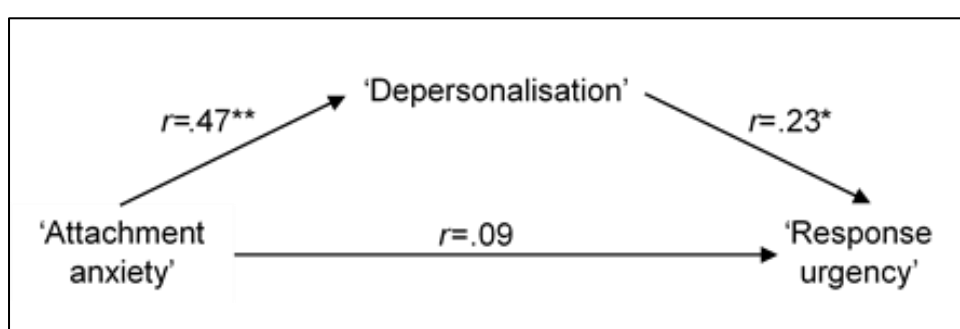 ‘Depersonalisation’
r=.47**
r=.23*
‘Attachment
anxiety’
r=.09
‘Response
urgency’